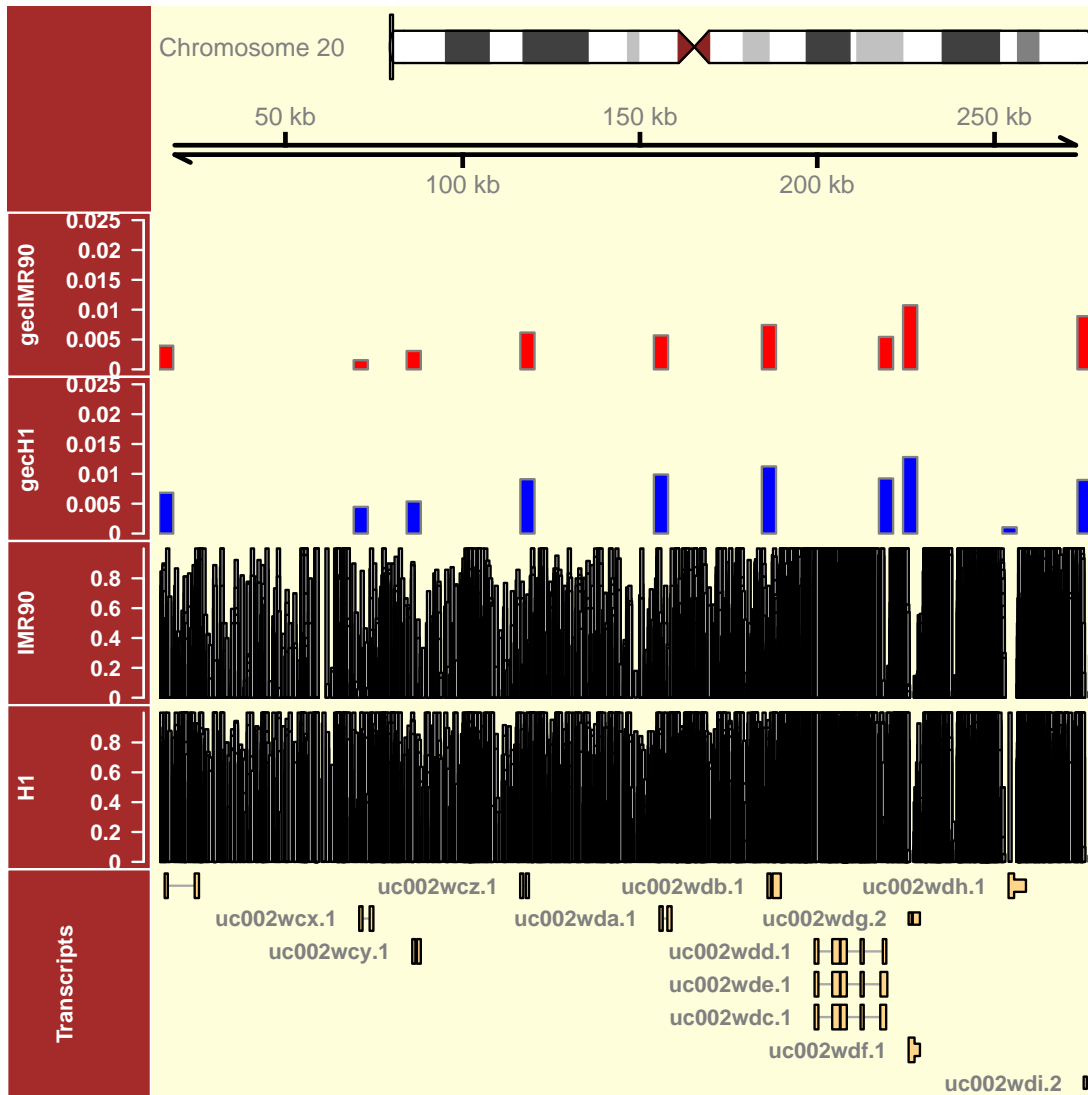 Chromosome 20
50 kb 150 kb 250 kb
100 kb 200 kb
gecIMR90
0.025
0.02
0.015
0.01
0.005
0
gecH1
0.025
0.02
0.015
0.01
0.005
0
IMR90
0.8
0.6
0.4
0.2
0
H1
0.8
0.6
0.4
0.2
0
Transcripts
uc002wcz.1 uc002wdb.1 uc002wdh.1
uc002wcx.1 uc002wda.1 uc002wdg.2
uc002wcy.1 uc002wdd.1
uc002wde.1
uc002wdc.1
uc002wdf.1
uc002wdi.2